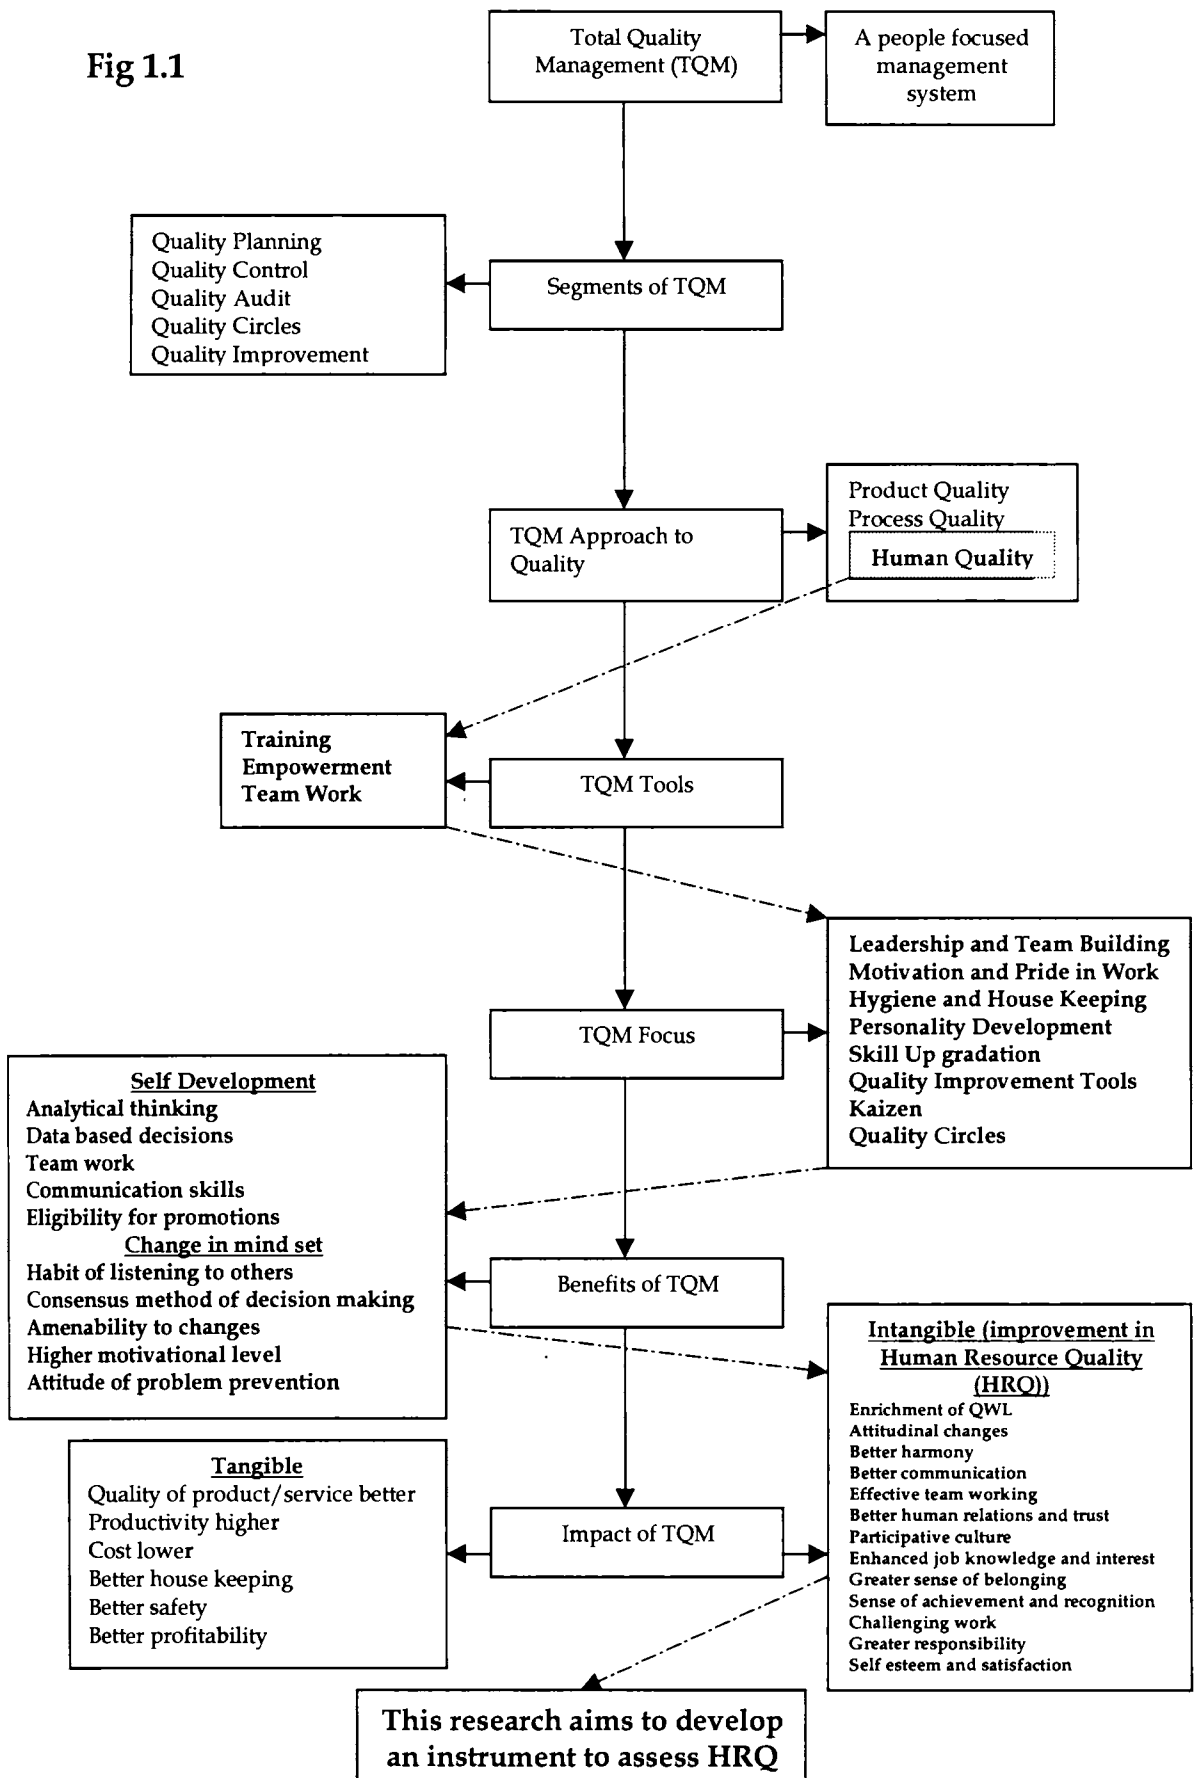 Fig 1.1
Total Quality
Management (TQM)
A people focused
management
system
Quality Planning
Quality Control
Quality Audit
Quality Circles
Quality Improvement
Segments of TQM
TQM Approach to
Quality
Product Quality
Process Quality
Human Quality
Training
Empowerment
Team Work
TQM Tools
TQM Focus
Leadership and Team Building
Motivation and Pride in Work
Hygiene and House Keeping
Personality Development
Skill Up gradation
Quality Improvement Tools
Kaizen
Quality Circles
Self Development
Analytical thinking
Data based decisions
Team work
Communication skills
Eligibility for promotions
Change in mind set
Habit of listening to others
Consensus method of decision making
Amenability to changes
Higher motivational level
Attitude of problem prevention
Benefits of TQM
Intangible (improvement in
Human Resource Quality
(HRQ))
Enrichment of QWL
Attitudinal changes
Better harmony
Better communication
Effective team working
Better human relations and trust
Participative culture
Enhanced job knowledge and interest
Greater sense of belonging
Sense of achievement and recognition
Challenging work
Greater responsibility
Self esteem and satisfaction
Tangible
Quality of product/service better
Productivity higher
Cost lower
Better house keeping
Better safety
Better profitability
Impact of TQM
This research aims to develop
an instrument to assess HRQ